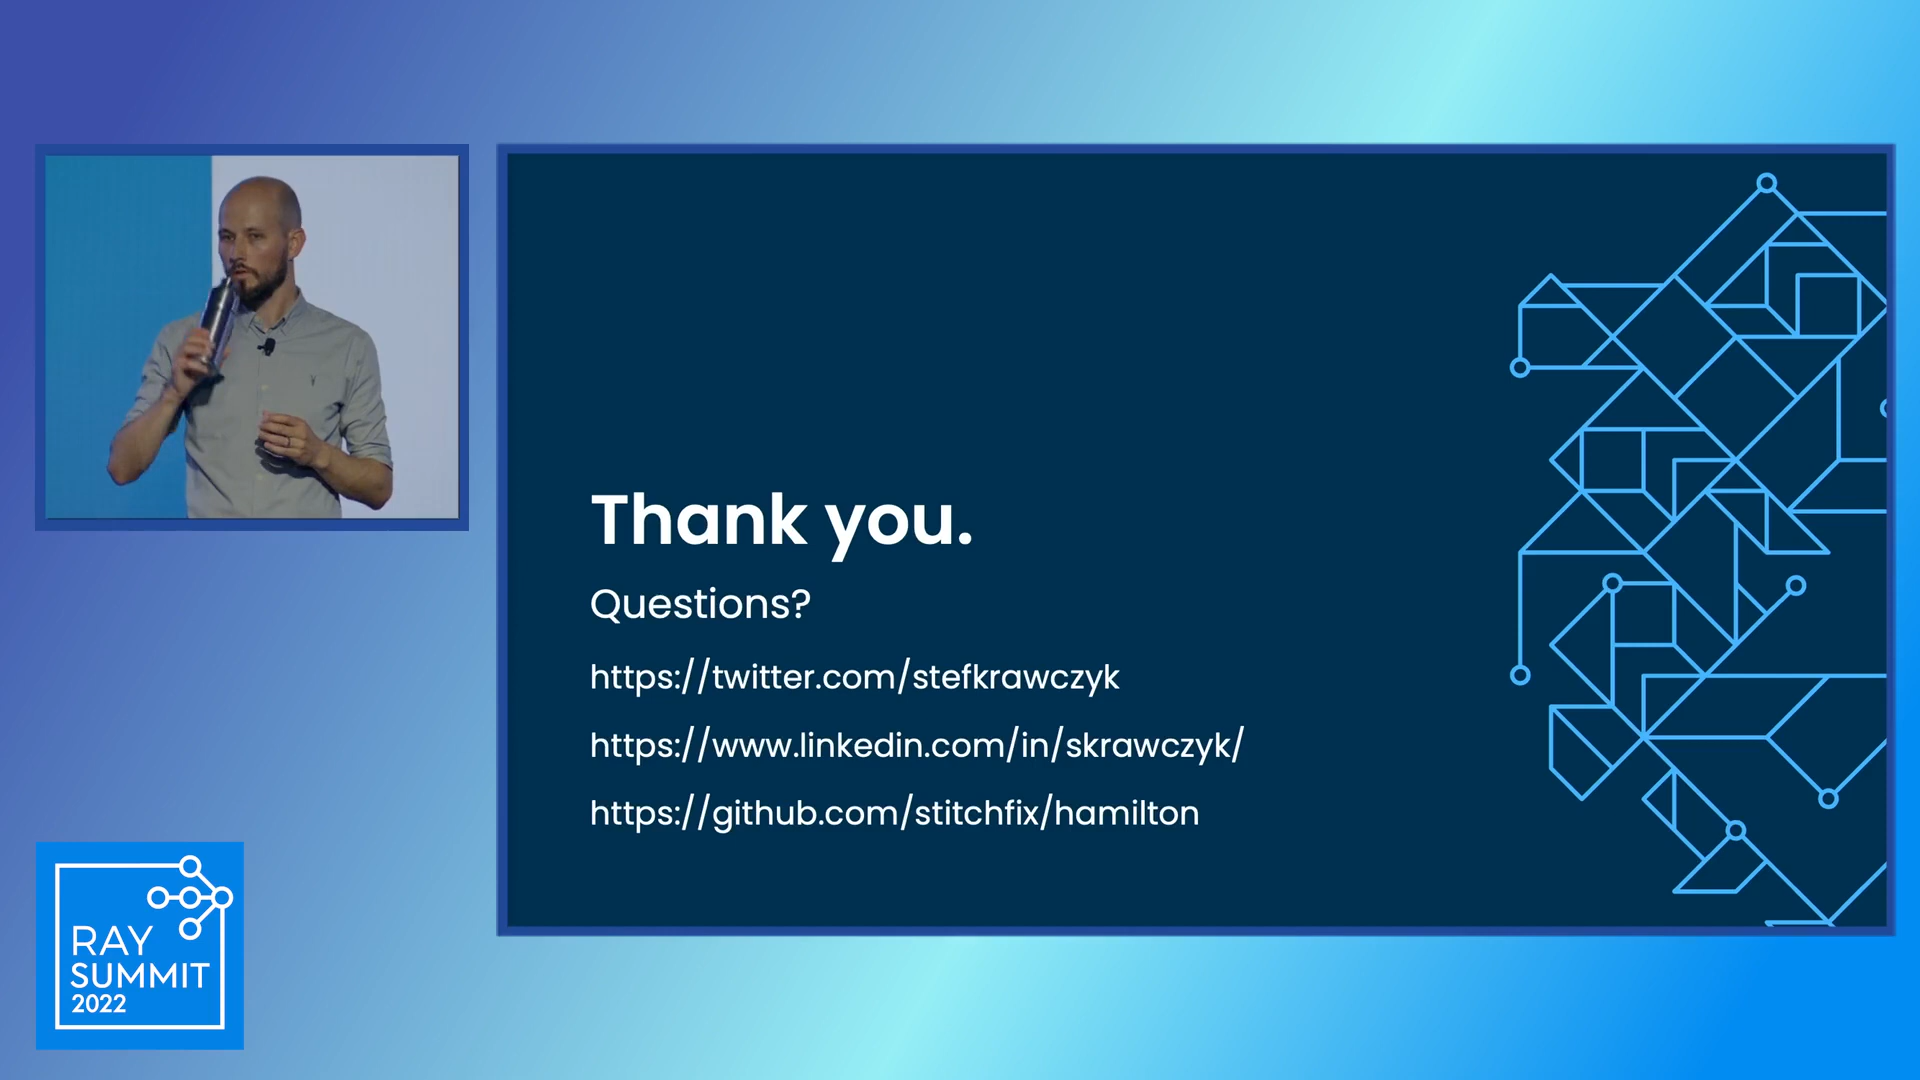 Thank you.
Questions?
https://twitter.com/stefkrawczyk
https://www.linkedin.com/in/skrawczyk/
https://github.com/stitchfix/hamilton
RAY
SUMMIT
2022